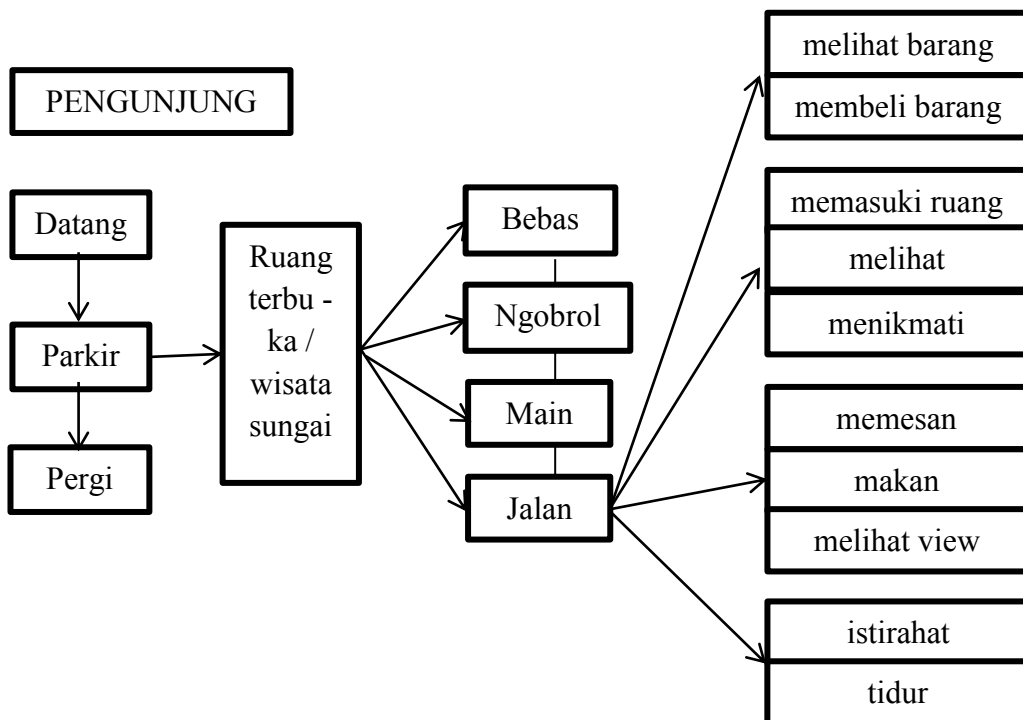 PENGUNJUNG
Datang
Parkir
Pergi
Ruang
terbu -
ka /
wisata
sungai
Bebas
Ngobrol
Main
Jalan
melihat barang
membeli barang
memasuki ruang
melihat
menikmati
memesan
makan
melihat view
istirahat
tidur